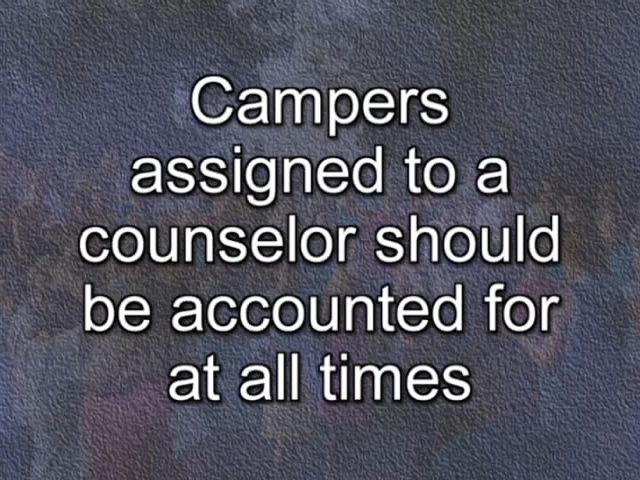 Campers
assigned to a
counselor should
be accounted for
at all times